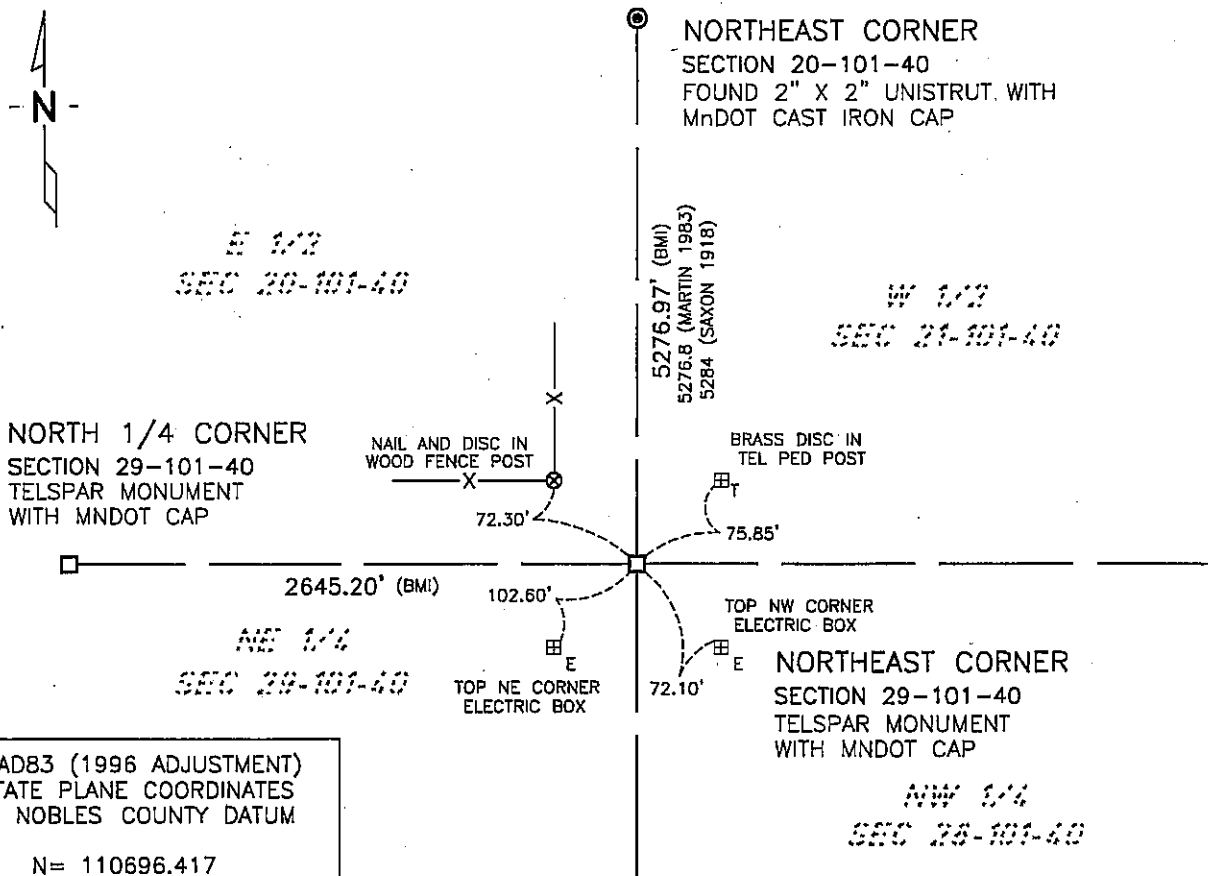 NORTHEAST CORNER
SECTION 20-101-40
FOUND 2" X 2" UNISTRUT WITH
MnDOT CAST IRON CAP
N
E 1/2
SEC 20-101-40
5276.97' (BMI)
5276.8 (MARTIN 1983)
5284 (SAXON 1918)
W 1/2
SEC 21-101-40
NORTH 1/4 CORNER
SECTION 29-101-40
TELSPAR MONUMENT
WITH MNDOT CAP
NAIL AND DISC IN
WOOD FENCE POST
X
X
72.30'
BRASS DISC IN
TEL PED POST
T
75.85'
2645.20' (BMI)
102.60'
E
TOP NE CORNER
ELECTRIC BOX
NE 1/4
SEC 29-101-40
TOP NW CORNER
ELECTRIC BOX
E
72.10'
NORTHEAST CORNER
SECTION 29-101-40
TELSPAR MONUMENT
WITH MNDOT CAP
NW 1/4
SEC 28-101-40
AD83 (1996 ADJUSTMENT)
TATE PLANE COORDINATES
NOBLES COUNTY DATUM
N= 110696.417